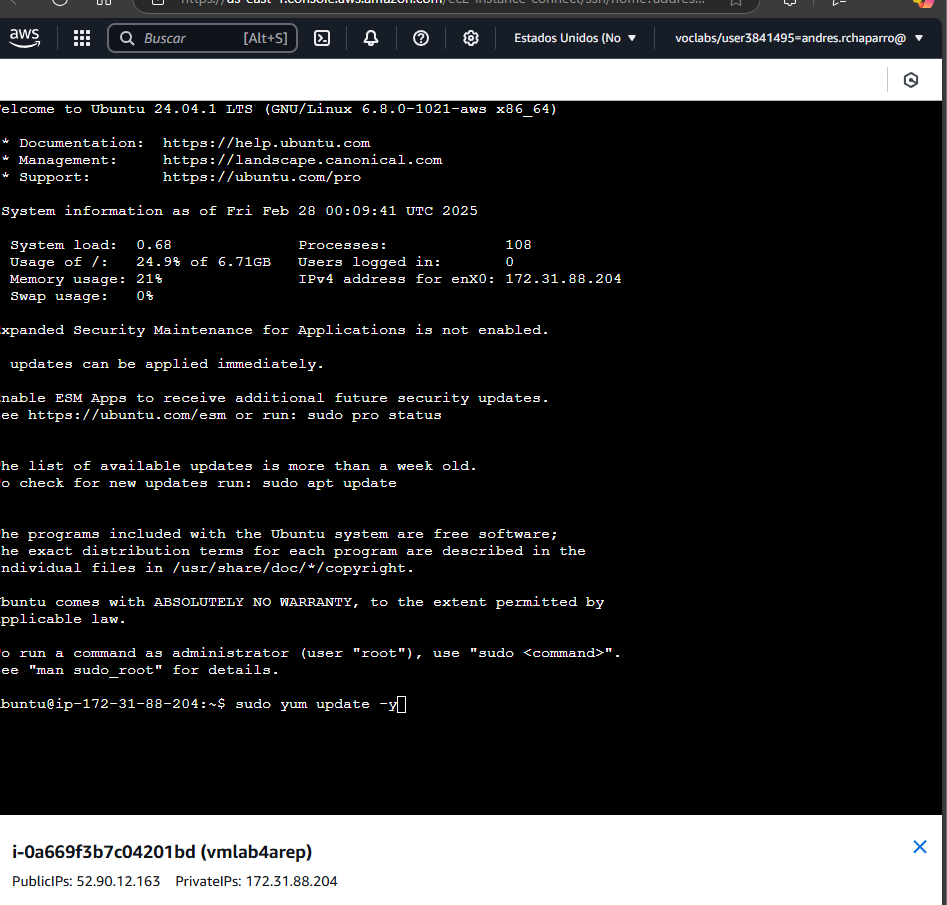 aws
Buscar [Alt+S]
Estados Unidos (No
voclabs/user3841495=andres.rchaparro@
elcome to Ubuntu 24.04.1 LTS (GNU/Linux 6.8.0-1021-aws x86_64)
* Documentation: https://help.ubuntu.com
* Management: https://landscape.canonical.com
* Support: https://ubuntu.com/pro
System information as of Fri Feb 28 00:09:41 UTC 2025
System load: 0.68 Processes: 108
Usage of /: 24.9% of 6.71GB Users logged in: 0
Memory usage: 21% IPv4 address for enX0: 172.31.88.204
Swap usage: 0%
xpanded Security Maintenance for Applications is not enabled.
updates can be applied immediately.
nable ESM Apps to receive additional future security updates.
ee https://ubuntu.com/esm or run: sudo pro status
he list of available updates is more than a week old.
o check for new updates run: sudo apt update
he programs included with the Ubuntu system are free software;
he exact distribution terms for each program are described in the
ndividual files in /usr/share/doc/*/copyright.
buntu comes with ABSOLUTELY NO WARRANTY, to the extent permitted by
pplicable law.
o run a command as administrator (user "root"), use "sudo <command>".
ee "man sudo_root" for details.
buntu@ip-172-31-88-204:~$ sudo yum update -y
i-0a669f3b7c04201bd (vmlab4arep)
PublicIPs: 52.90.12.163 PrivateIPs: 172.31.88.204